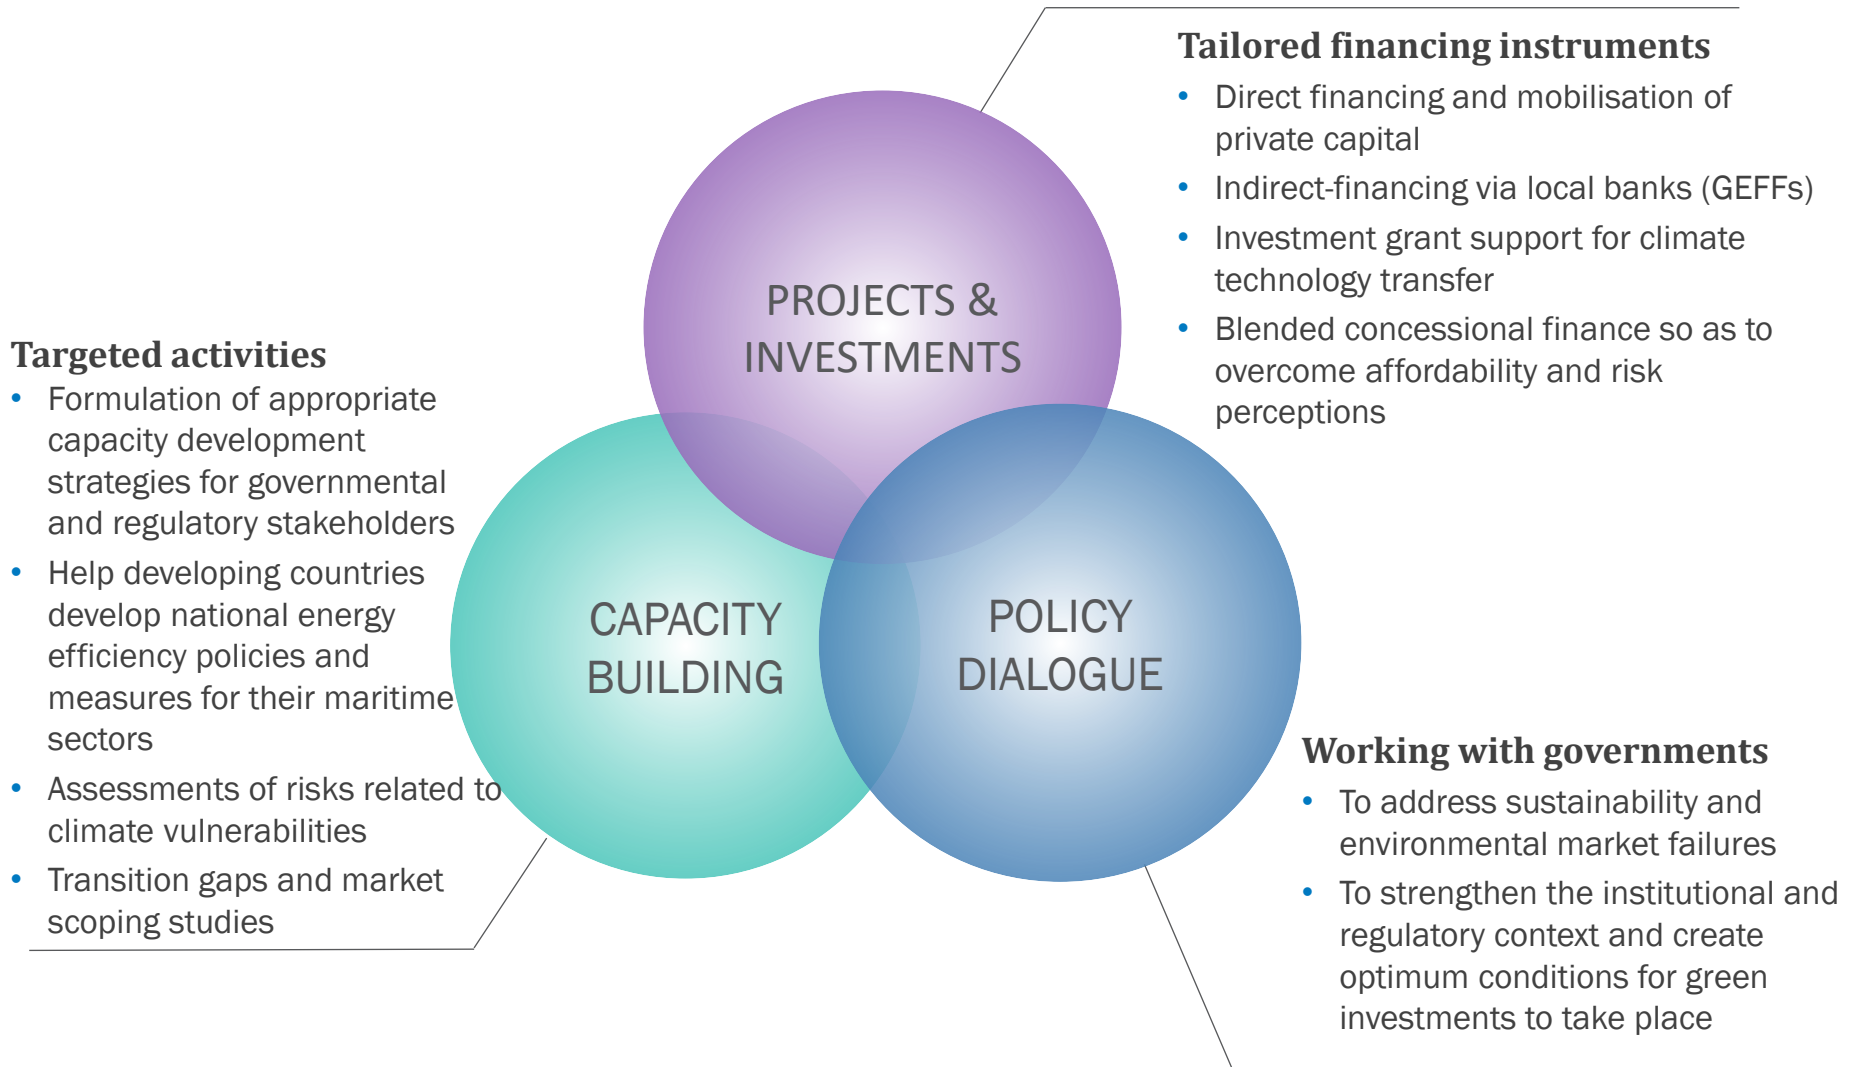 Tailored financing instruments
• Direct financing and mobilisation of
private capital
• Indirect-financing via local banks (GEFFs)
• Investment grant support for climate
technology transfer
• Blended concessional finance so as to
overcome affordability and risk
perceptions
PROJECTS &
INVESTMENTS
Targeted activities
• Formulation of appropriate
capacity development
strategies for governmental
and regulatory stakeholders
• Help developing countries
develop national energy
efficiency policies and
measures for their maritime
sectors
• Assessments of risks related to
climate vulnerabilities
• Transition gaps and market
scoping studies
CAPACITY
BUILDING
POLICY
DIALOGUE
Working with governments
• To address sustainability and
environmental market failures
• To strengthen the institutional and
regulatory context and create
optimum conditions for green
investments to take place